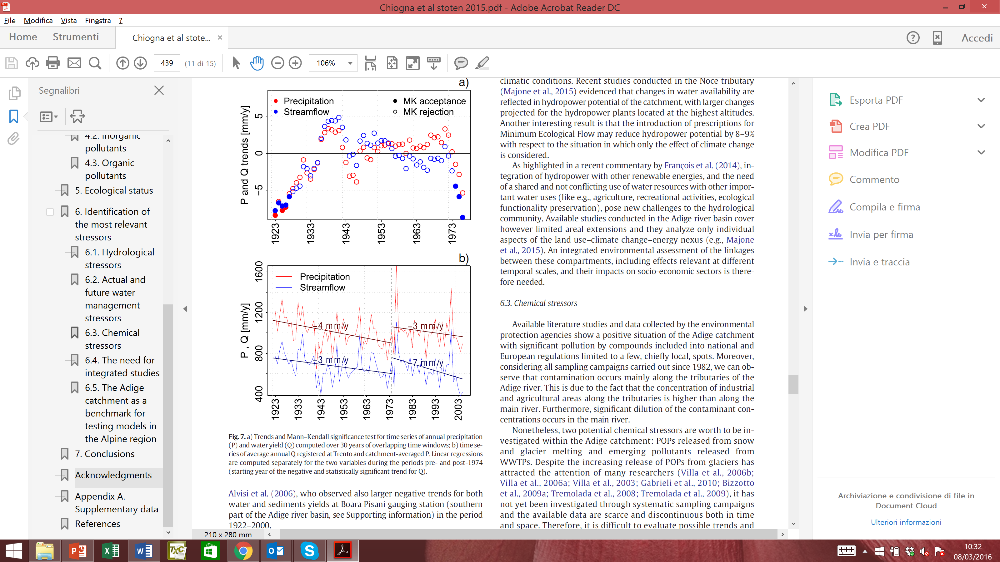 Chiogna et al stoten 2015.pdf - Adobe Acrobat Reader DC
File Modifica Vista Finestra ?
Home Strumenti Chiogna et al stote... × Accedi
439 (11 di 15) 106%
Segnalibri
4.2. Inorganic
pollutants
4.3. Organic
pollutants
5. Ecological status
6. Identification of
the most relevant
stressors
6.1. Hydrological
stressors
6.2. Actual and
future water
management
stressors
6.3. Chemical
stressors
6.4. The need for
integrated studies
6.5. The Adige
catchment as a
benchmark for
testing models in
the Alpine region
7. Conclusions
Acknowledgments
Appendix A.
Supplementary data
References
a)
Precipitation
Streamflow
MK acceptance
MK rejection
P and Q trends [mm/y]
5
0
−5
1923 1933 1943 1953 1963 1973
b)
Precipitation
Streamflow
−4 mm/y
−3 mm/y
−3 mm/y
−7 mm/y
P , Q [mm/y]
1600
1200
800
400
1923 1933 1943 1953 1963 1973 1983 1993 2003
Fig. 7. a) Trends and Mann–Kendall significance test for time series of annual precipitation
(P) and water yield (Q) computed over 30 years of overlapping time windows; b) time se-
ries of average annual Q registered at Trento and catchment-averaged P. Linear regressions
are computed separately for the two variables during the periods pre- and post-1974
(starting year of the negative and statistically significant trend for Q).
Alvisi et al. (2006), who observed also larger negative trends for both
water and sediments yields at Boara Pisani gauging station (southern
part of the Adige river basin, see Supporting information) in the period
1922–2000.
climatic conditions. Recent studies conducted in the Noce tributary
(Majone et al., 2015) evidenced that changes in water availability are
reflected in hydropower potential of the catchment, with larger changes
projected for the hydropower plants located at the highest altitudes.
Another interesting result is that the introduction of prescriptions for
Minimum Ecological Flow may reduce hydropower potential by 8–9%
with respect to the situation in which only the effect of climate change
is considered.
As highlighted in a recent commentary by François et al. (2014), in-
tegration of hydropower with other renewable energies, and the need
of a shared and not conflicting use of water resources with other impor-
tant water uses (like e.g., agriculture, recreational activities, ecological
functionality preservation), pose new challenges to the hydrological
community. Available studies conducted in the Adige river basin cover
however limited areal extensions and they analyze only individual
aspects of the land use–climate change–energy nexus (e.g., Majone
et al., 2015). An integrated environmental assessment of the linkages
between these compartments, including effects relevant at different
temporal scales, and their impacts on socio-economic sectors is there-
fore needed.
6.3. Chemical stressors
Available literature studies and data collected by the environmental
protection agencies show a positive situation of the Adige catchment
with significant pollution by compounds included into national and
European regulations limited to a few, chiefly local, spots. Moreover,
considering all sampling campaigns carried out since 1982, we can ob-
serve that contamination occurs mainly along the tributaries of the
Adige river. This is due to the fact that the concentration of industrial
and agricultural areas along the tributaries is higher than along the
main river. Furthermore, significant dilution of the contaminant con-
centrations occurs in the main river.
Nonetheless, two potential chemical stressors are worth to be in-
vestigated within the Adige catchment: POPs released from snow
and glacier melting and emerging pollutants released from
WWTPs. Despite the increasing release of POPs from glaciers has
attracted the attention of many researchers (Villa et al., 2006b;
Villa et al., 2006a; Villa et al., 2003; Gabrieli et al., 2010; Bizzotto
et al., 2009a; Tremolada et al., 2008; Tremolada et al., 2009), it has
not yet been investigated through systematic sampling campaigns
and the available data are scarce and discontinuous both in time
and space. Therefore, it is difficult to evaluate possible trends and
210 x 280 mm
Esporta PDF
Crea PDF
Modifica PDF
Commento
Compila e firma
Invia per firma
Invia e traccia
Archiviazione e condivisione di file in
Document Cloud
Ulteriori informazioni
10:32
08/03/2016